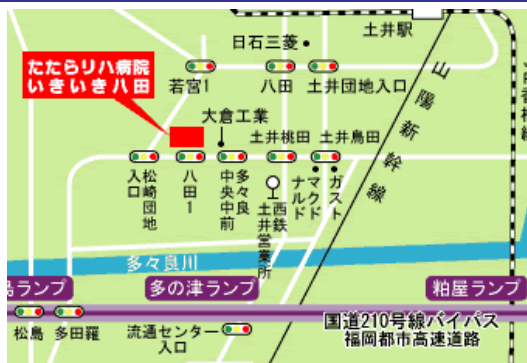 土井駅
日石三菱
たたらリハ病院
いきいき八田
若宮1
八田
土井団地入口
山陽新幹線
大倉工業
土井桃田
土井鳥田
松崎団地
入口
八田1
多々良
中央中前
西鉄
土井営業所
マクド
ナルド
ガスト
多々良川
島ランプ
多の津ランプ
粕屋ランプ
松島
多田羅
流通センター
入口
国道210号線バイパス
福岡都市高速道路